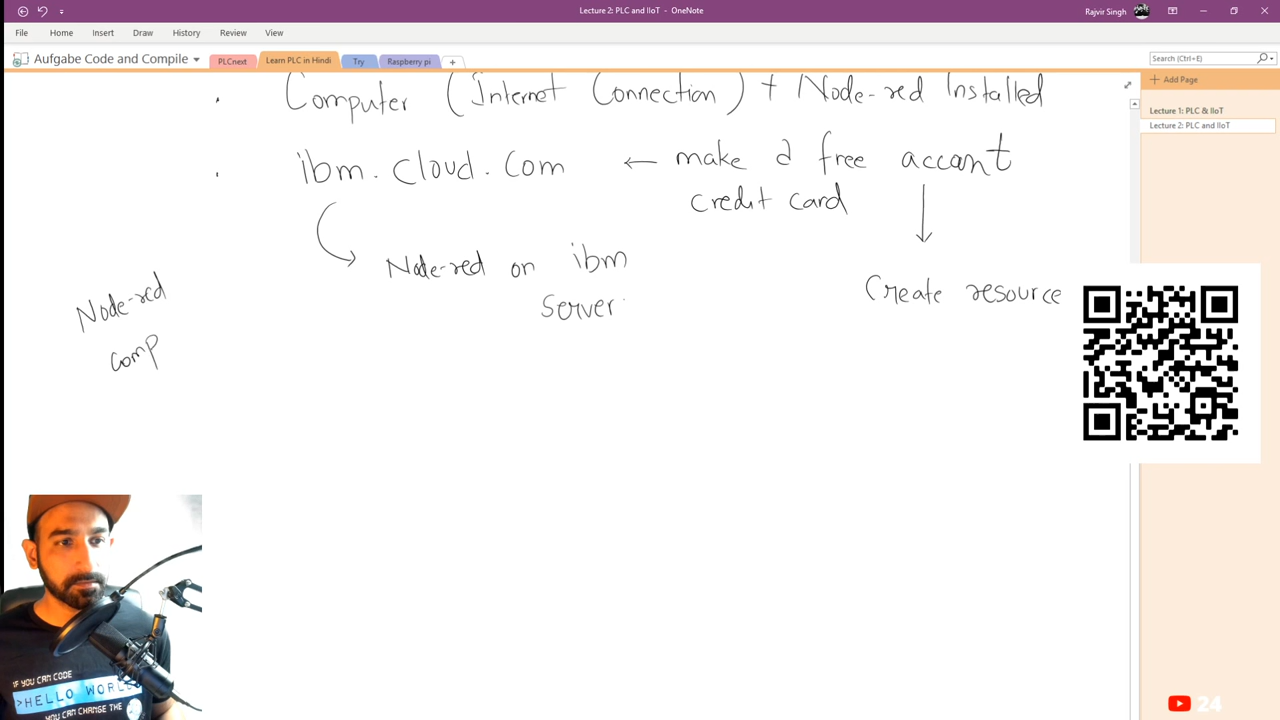 Lecture 2: PLC and IIoT - OneNote
Rajvir Singh
File Home Insert Draw History Review View
Aufgabe Code and Compile
PLCnext Learn PLC in Hindi Try Raspberry pi
Search (Ctrl+E)
Add Page
Lecture 1: PLC & IIoT
Lecture 2: PLC and IIoT
Computer (Internet Connection) + Node-red Installed
ibm.cloud.com ← make a free accont
credit card
Node-red on ibm
server
Create resource
Node-red
comp
IF YOU CAN CODE
>HELLO WORL
YOU CAN CHANGE THE
24